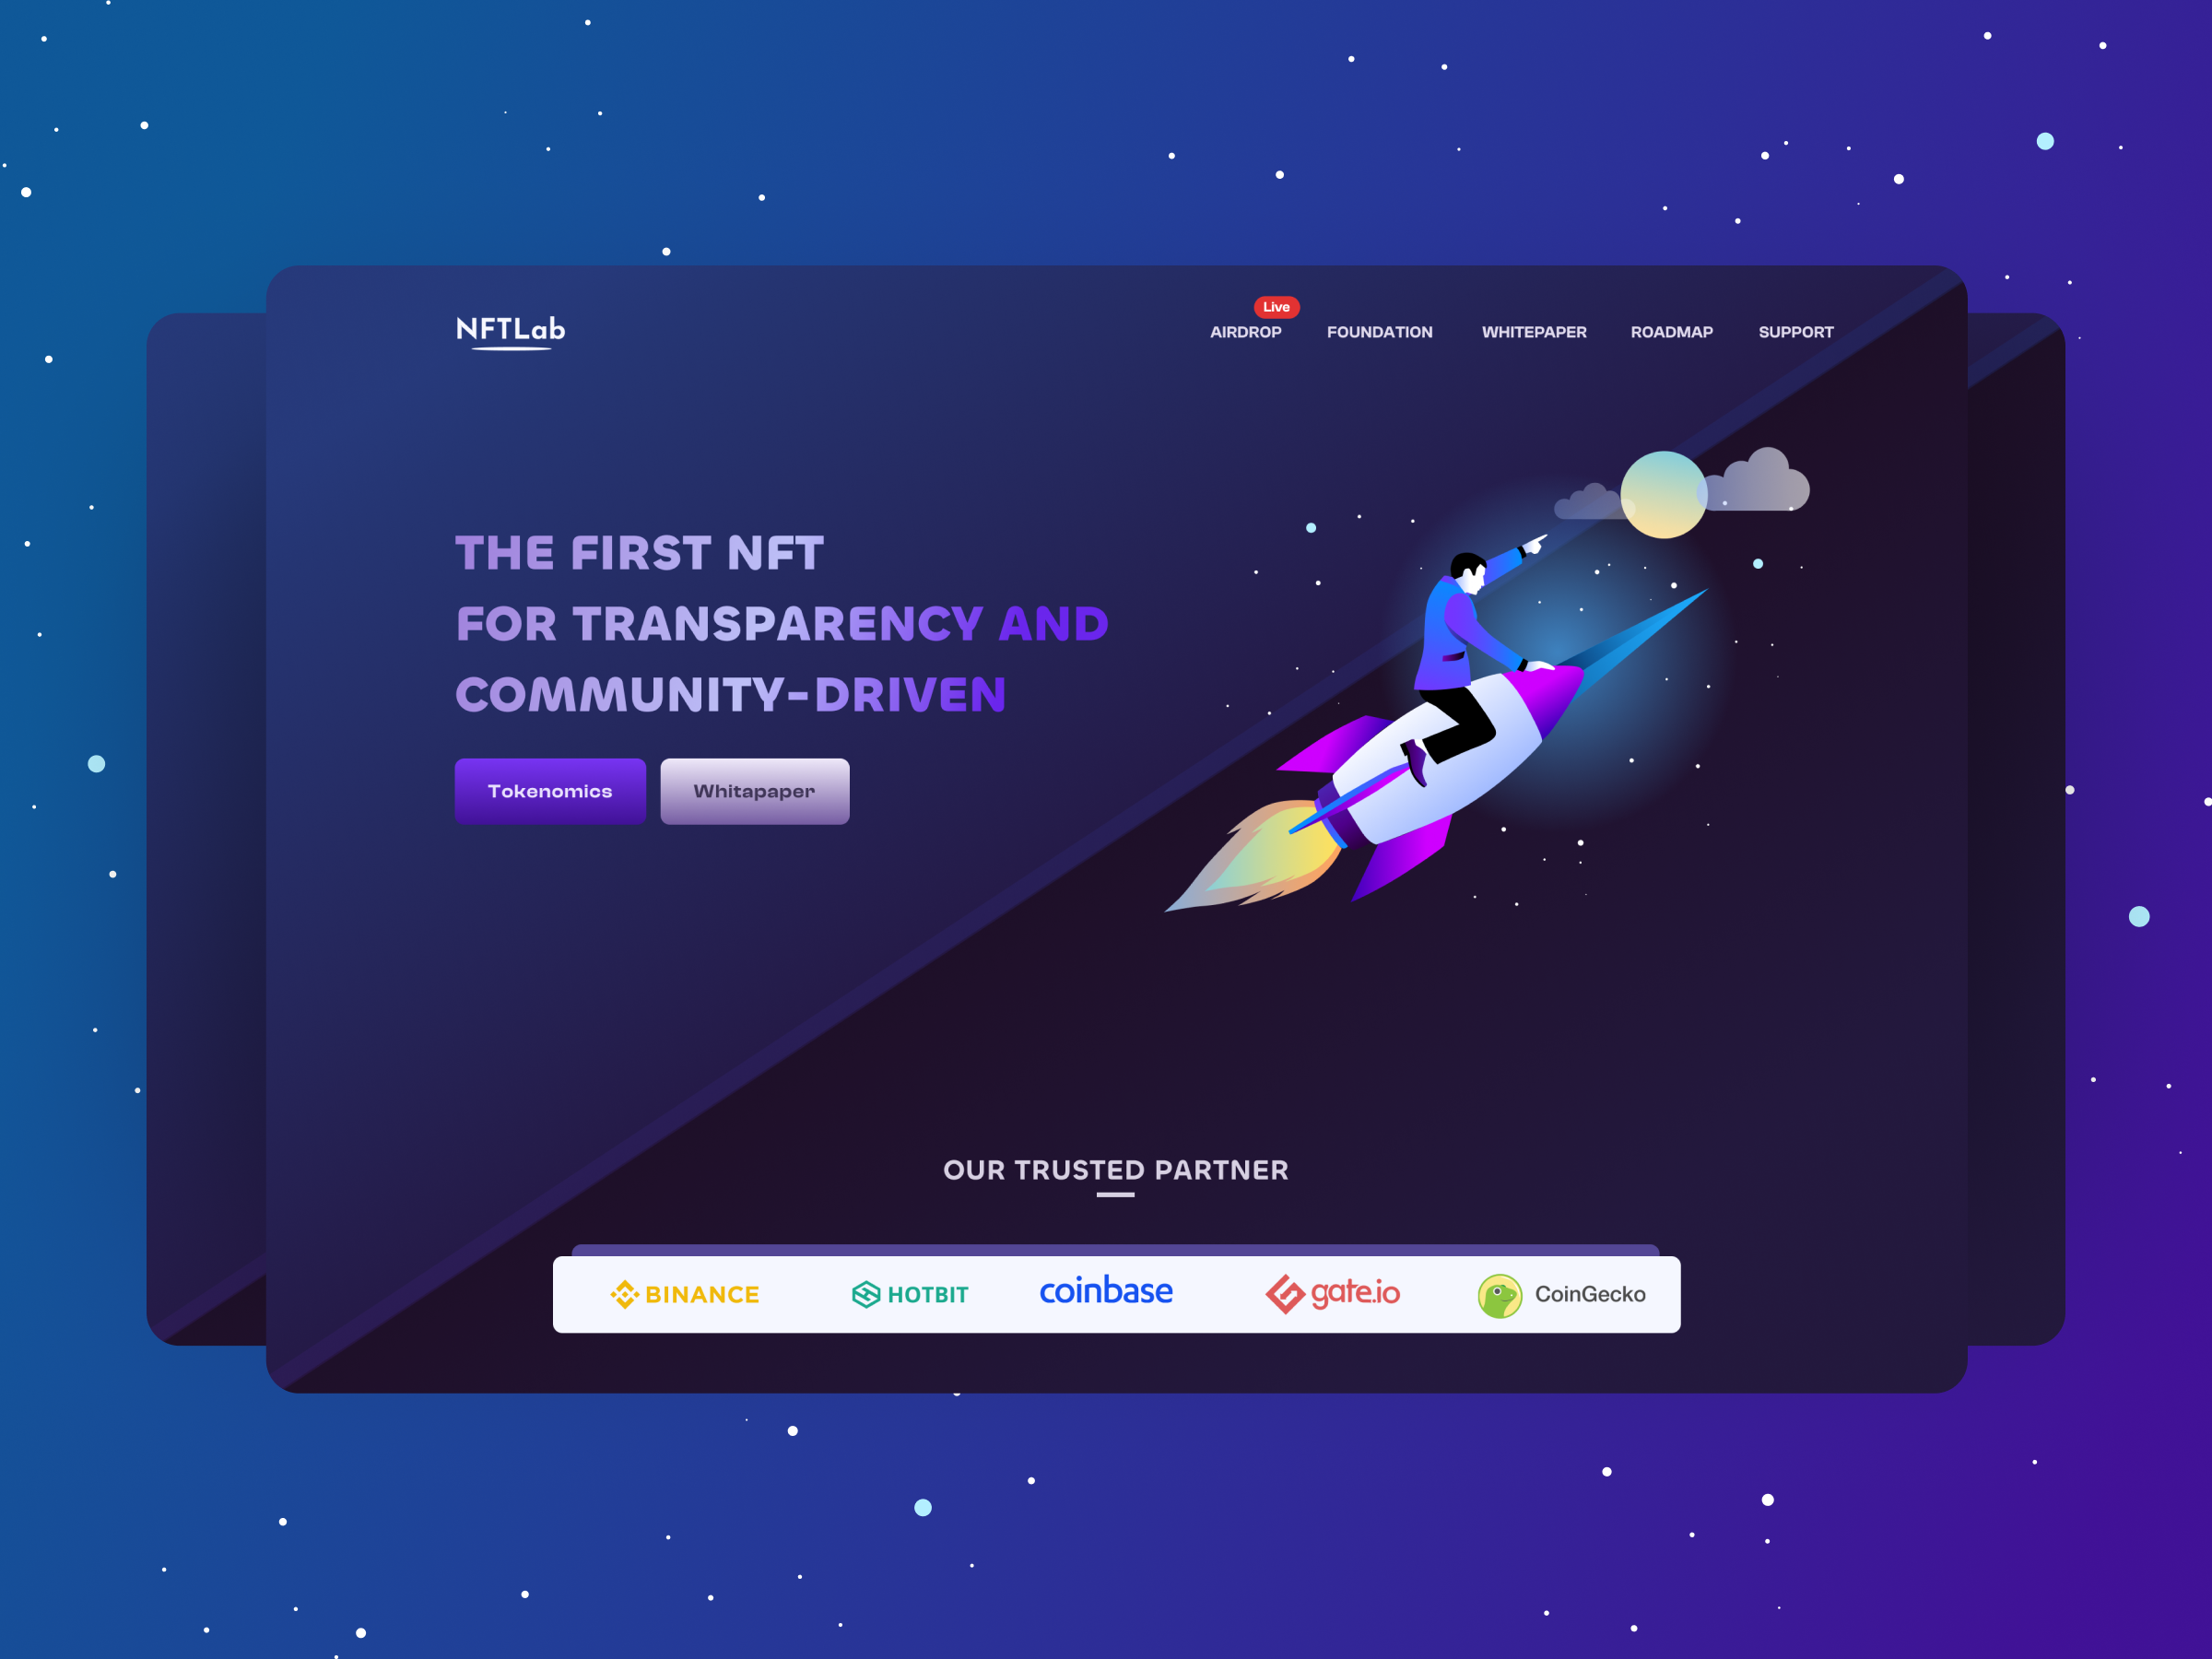 NFTLab
Live
AIRDROP FOUNDATION WHITEPAPER ROADMAP SUPPORT
THE FIRST NFT
FOR TRANSPARENCY AND
COMMUNITY-DRIVEN
Tokenomics Whitapaper
OUR TRUSTED PARTNER
BINANCE HOTBIT coinbase gate.io CoinGecko